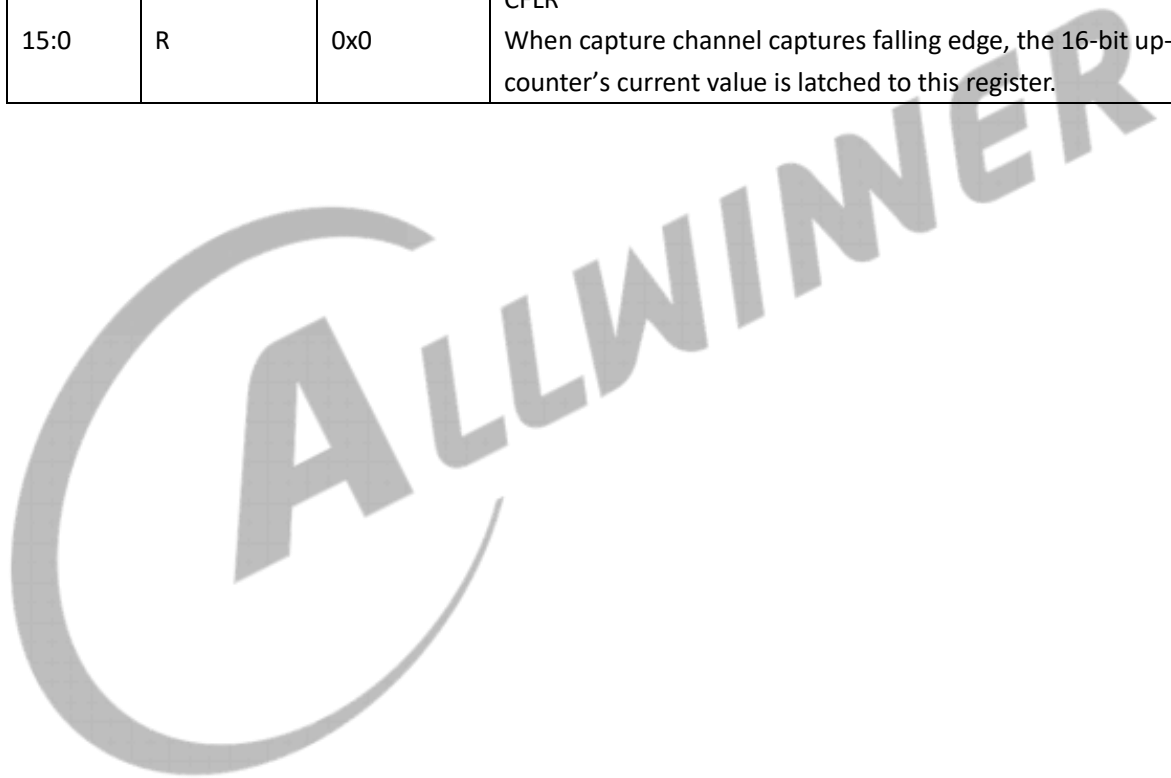 CFLR
15:0 R 0x0 When capture channel captures falling edge, the 16-bit up-
counter's current value is latched to this register.
ALLWINNER